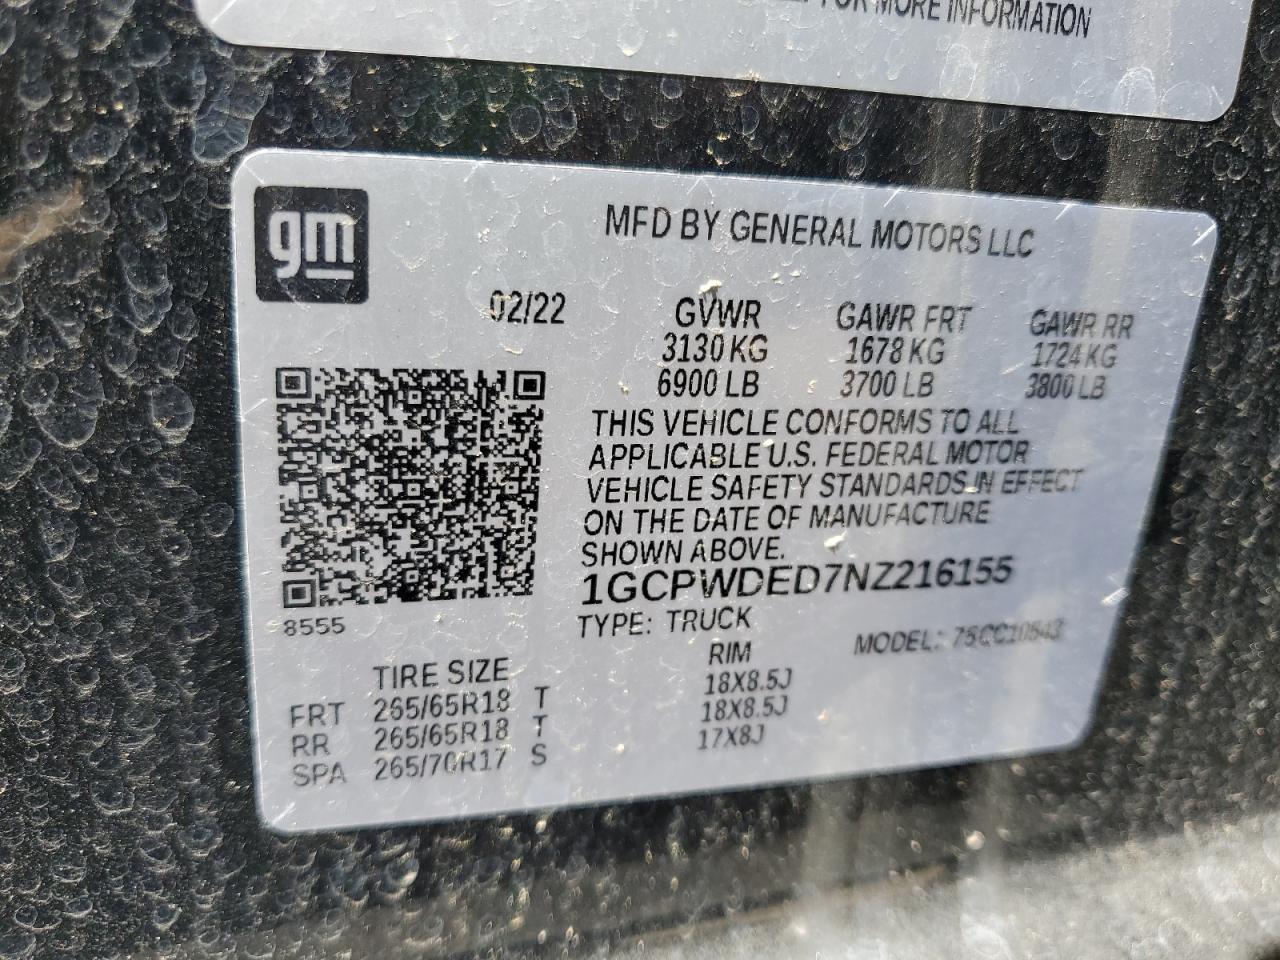 FOR MORE INFORMATION
gm
MFD BY GENERAL MOTORS LLC
02/22 GVWR GAWR FRT GAWR RR
3130 KG 1678 KG 1724 KG
6900 LB 3700 LB 3800 LB
THIS VEHICLE CONFORMS TO ALL
APPLICABLE U.S. FEDERAL MOTOR
VEHICLE SAFETY STANDARDS IN EFFECT
ON THE DATE OF MANUFACTURE
SHOWN ABOVE.
1GCPWDED7NZ216155
8555
TYPE: TRUCK
MODEL:
TIRE SIZE RIM
FRT 265/65R18 T 18X8.5J
RR 265/65R18 T 18X8.5J
SPA 265/70R17 S 17X8J